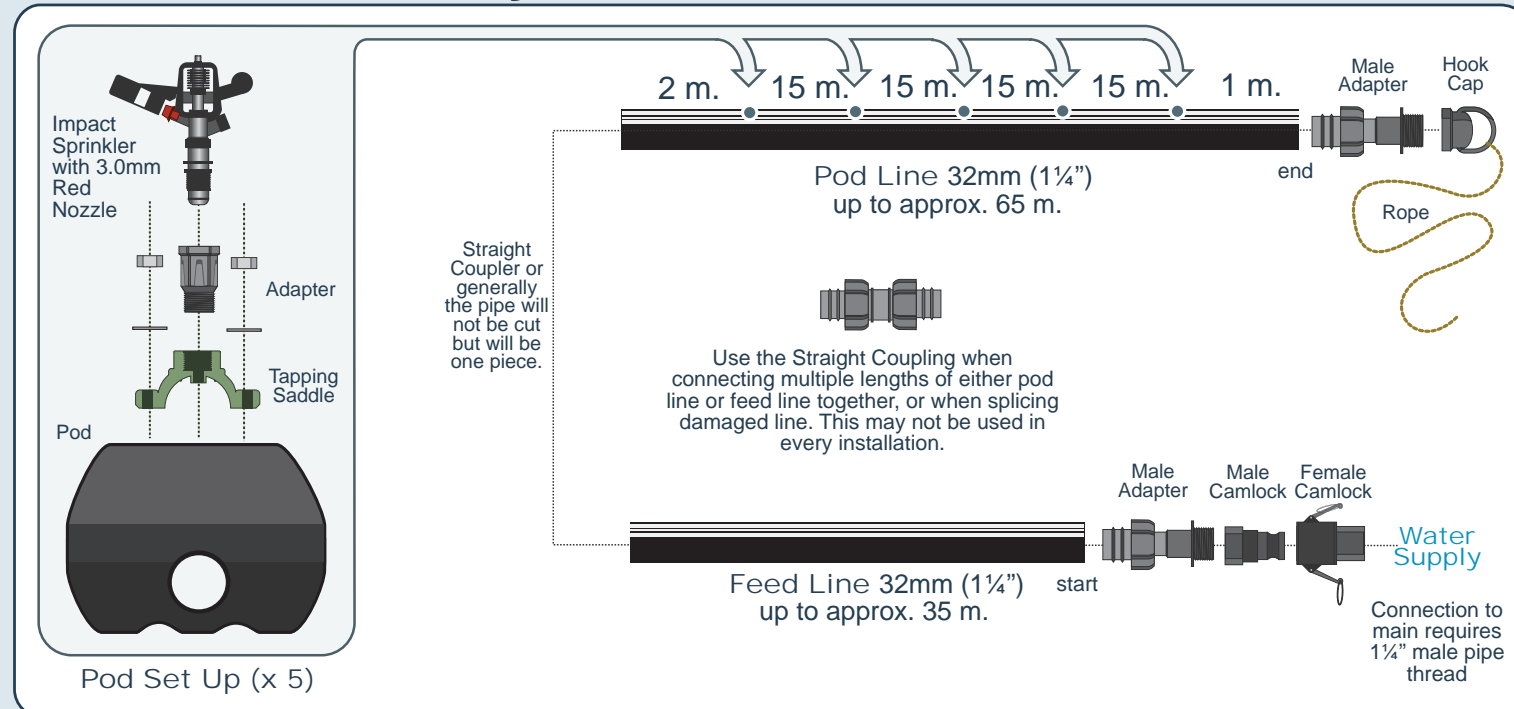 Impact
Sprinkler
with 3.0mm
Red
Nozzle
Adapter
Tapping
Saddle
Pod
Pod Set Up (x 5)
2 m.
15 m.
15 m.
15 m.
15 m.
1 m.
Pod Line 32mm (1¼”)
up to approx. 65 m.
end
Male
Adapter
Hook
Cap
Rope
Straight
Coupler or
generally
the pipe will
not be cut
but will be
one piece.
Use the Straight Coupling when
connecting multiple lengths of either pod
line or feed line together, or when splicing
damaged line. This may not be used in
every installation.
Feed Line 32mm (1¼”)
up to approx. 35 m.
start
Male
Adapter
Male
Camlock
Female
Camlock
Water
Supply
Connection to
main requires
1¼” male pipe
thread